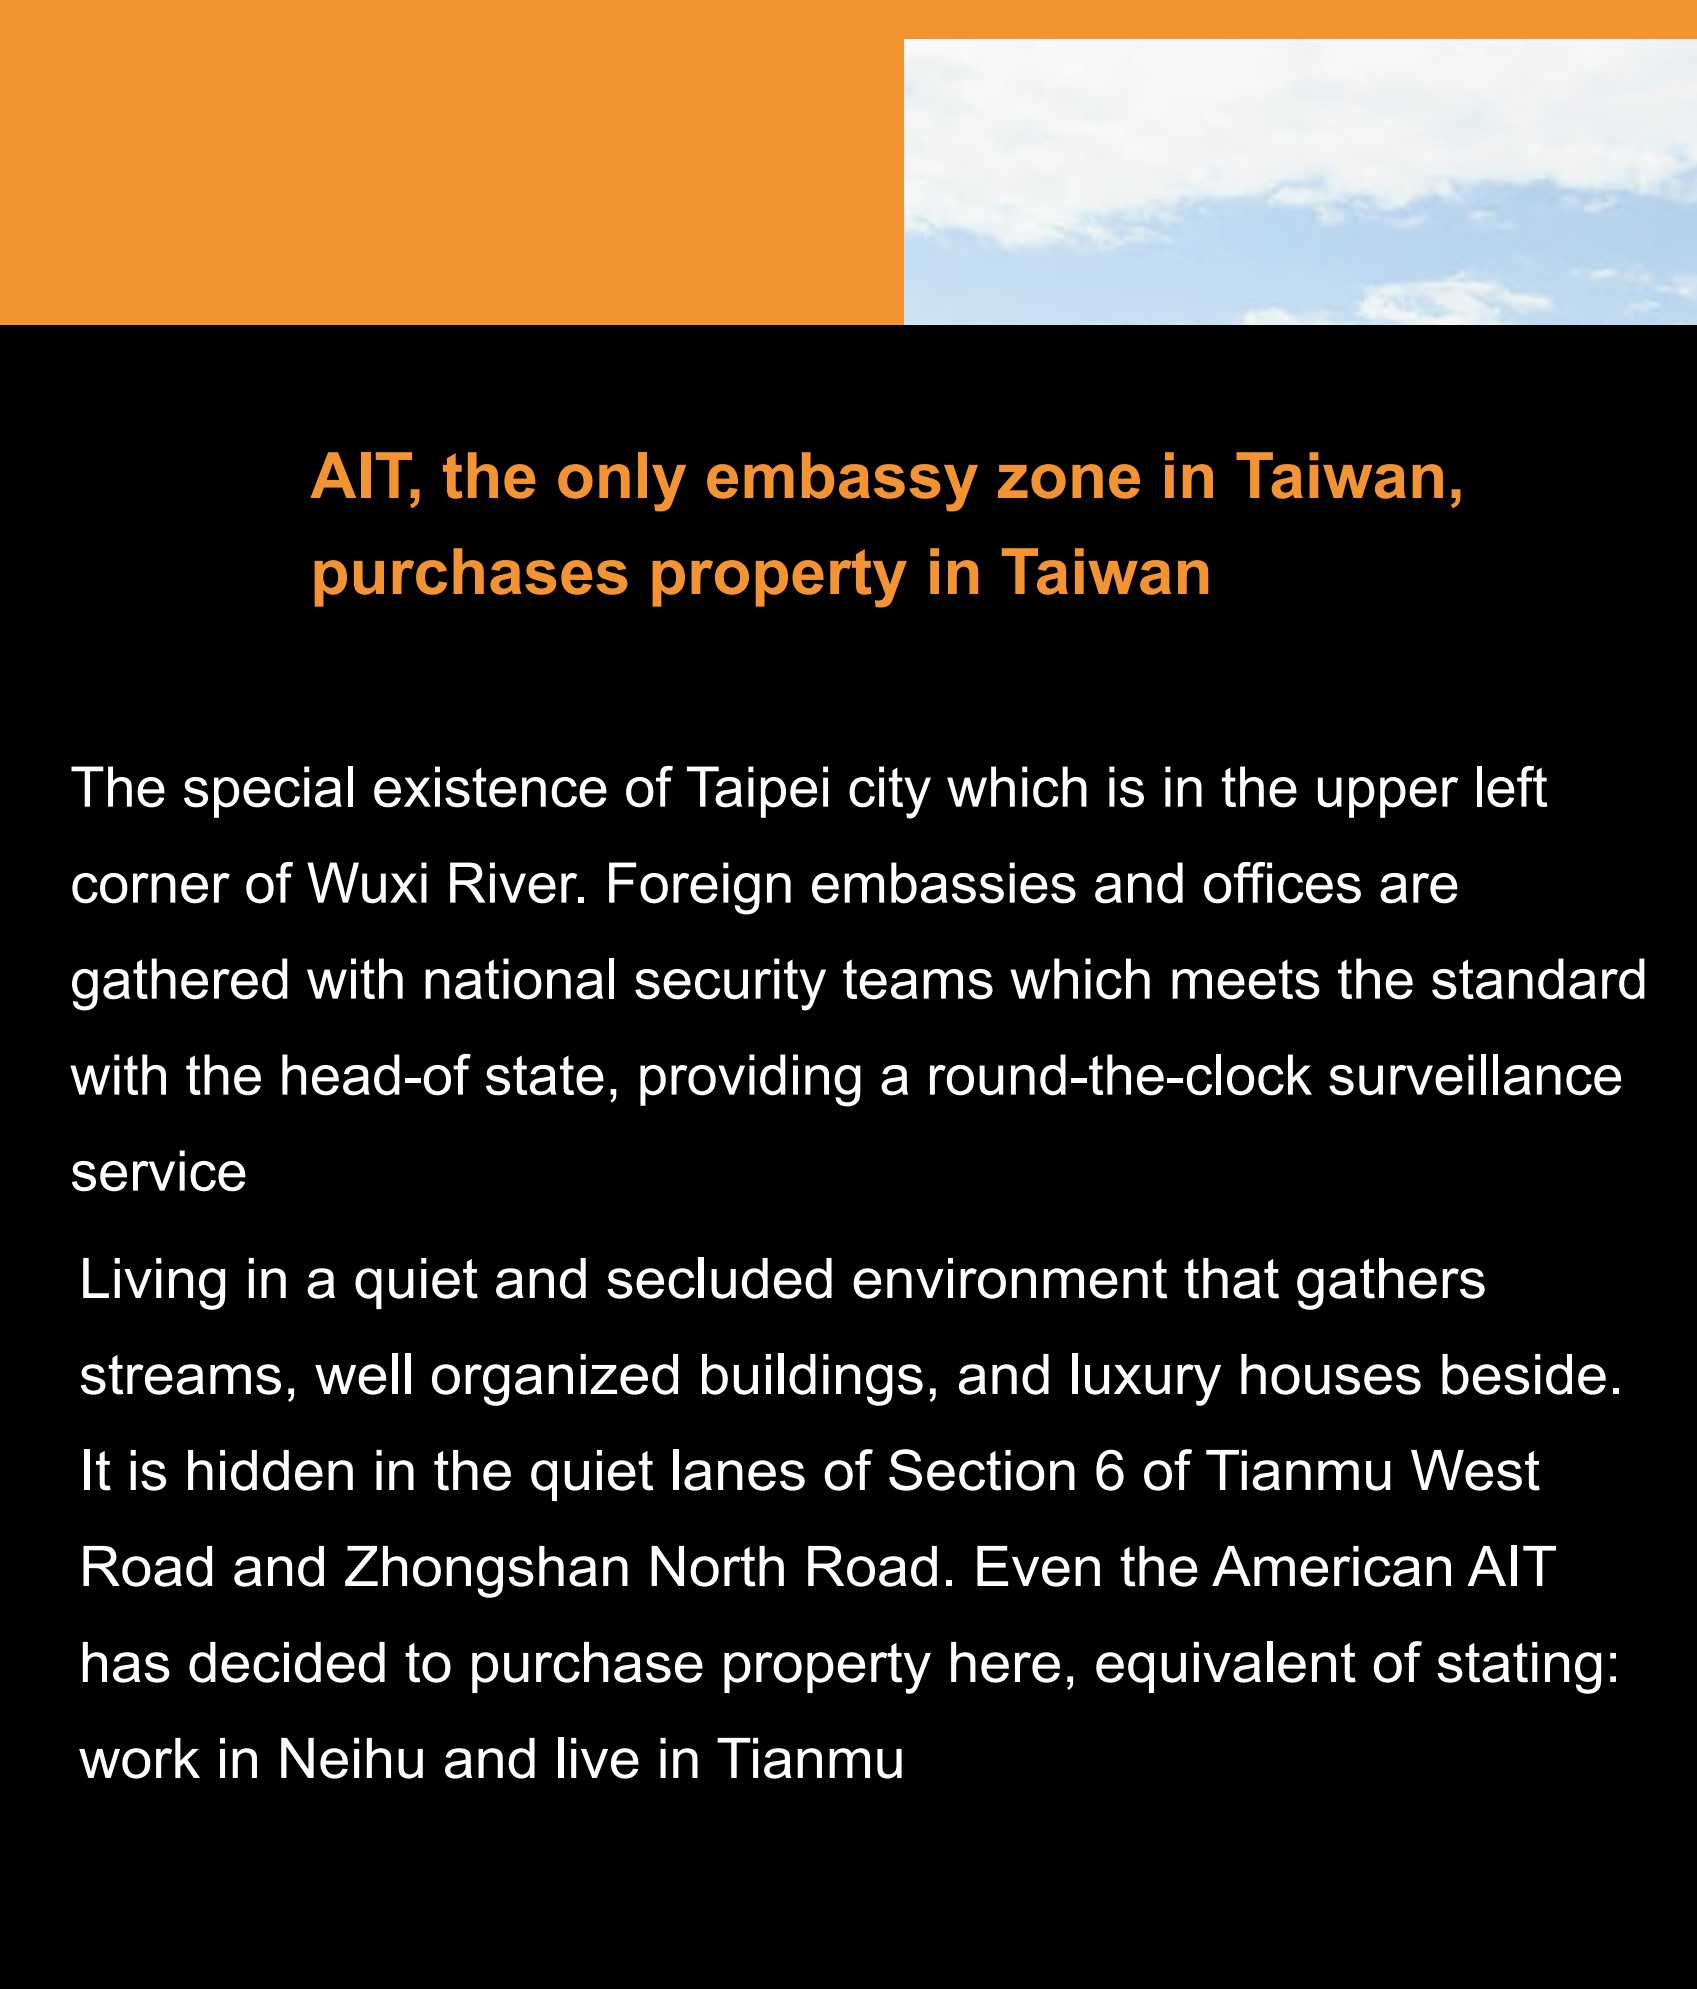 AIT, the only embassy zone in Taiwan,
purchases property in Taiwan
The special existence of Taipei city which is in the upper left
corner of Wuxi River. Foreign embassies and offices are
gathered with national security teams which meets the standard
with the head-of state, providing a round-the-clock surveillance
service
Living in a quiet and secluded environment that gathers
streams, well organized buildings, and luxury houses beside.
It is hidden in the quiet lanes of Section 6 of Tianmu West
Road and Zhongshan North Road. Even the American AIT
has decided to purchase property here, equivalent of stating:
work in Neihu and live in Tianmu